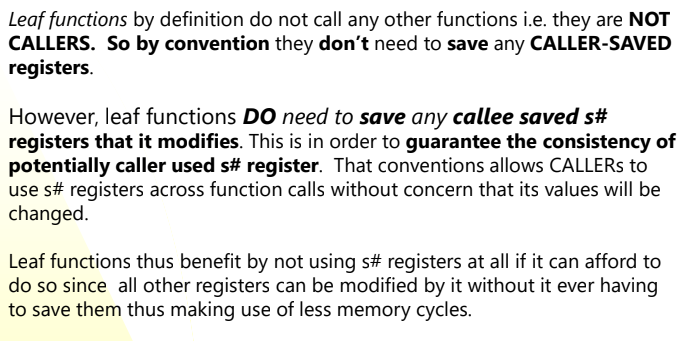 Leaf functions by definition do not call any other functions i.e. they are NOT
CALLERS. So by convention they don't need to save any CALLER-SAVED
registers.
However, leaf functions DO need to save any callee saved s#
registers that it modifies. This is in order to guarantee the consistency of
potentially caller used s# register. That conventions allows CALLERs to
use s# registers across function calls without concern that its values will be
changed.
Leaf functions thus benefit by not using s# registers at all if it can afford to
do so since all other registers can be modified by it without it ever having
to save them thus making use of less memory cycles.